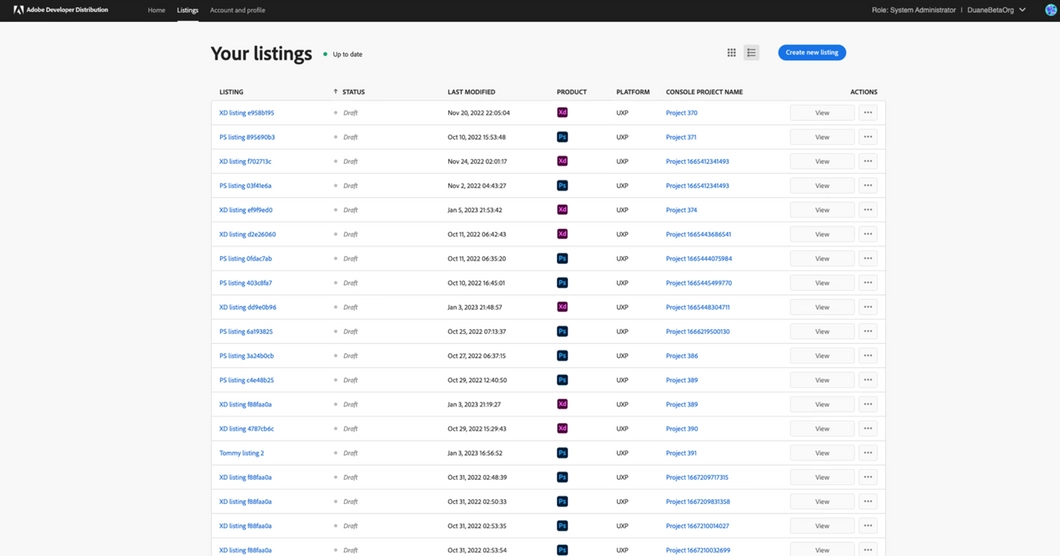 Adobe Developer Distribution Home Listings Account and profile Role: System Administrator | DuaneBetaOrg
Your listings Up to date Create new listing
LISTING STATUS LAST MODIFIED PRODUCT PLATFORM CONSOLE PROJECT NAME ACTIONS
XD listing e958b195 Draft Nov 20, 2022 22:05:04 Xd UXP Project 370 View
PS listing 895690b3 Draft Oct 10, 2022 15:53:48 Ps UXP Project 371 View
XD listing f702713c Draft Nov 24, 2022 02:01:17 Xd UXP Project 1665412341493 View
PS listing 03f41e6a Draft Nov 2, 2022 04:43:27 Ps UXP Project 1665412341493 View
XD listing ef9f9ed0 Draft Jan 5, 2023 21:53:42 Xd UXP Project 374 View
XD listing d2e26060 Draft Oct 11, 2022 06:42:43 Xd UXP Project 1665443686541 View
PS listing 0fdac7ab Draft Oct 11, 2022 06:35:20 Ps UXP Project 1665444075984 View
PS listing 403c8fa7 Draft Oct 10, 2022 16:45:01 Ps UXP Project 1665445499770 View
XD listing dd9e0b96 Draft Jan 3, 2023 21:48:57 Xd UXP Project 1665448304711 View
PS listing 6a193825 Draft Oct 25, 2022 07:13:37 Ps UXP Project 1666219500130 View
PS listing 3a24b0cb Draft Oct 27, 2022 06:37:15 Ps UXP Project 386 View
PS listing c4e48b25 Draft Oct 29, 2022 12:40:50 Ps UXP Project 389 View
XD listing f88faa0a Draft Jan 3, 2023 21:19:27 Xd UXP Project 389 View
XD listing 4787cb6c Draft Oct 29, 2022 15:29:43 Xd UXP Project 390 View
Tommy listing 2 Draft Jan 3, 2023 16:56:52 Ps UXP Project 391 View
XD listing f88faa0a Draft Oct 31, 2022 02:48:39 Ps UXP Project 1667209717315 View
XD listing f88faa0a Draft Oct 31, 2022 02:50:33 Ps UXP Project 1667209831358 View
XD listing f88faa0a Draft Oct 31, 2022 02:53:35 Ps UXP Project 1667210014027 View
XD listing f88faa0a Draft Oct 31, 2022 02:53:54 Ps UXP Project 1667210032699 View